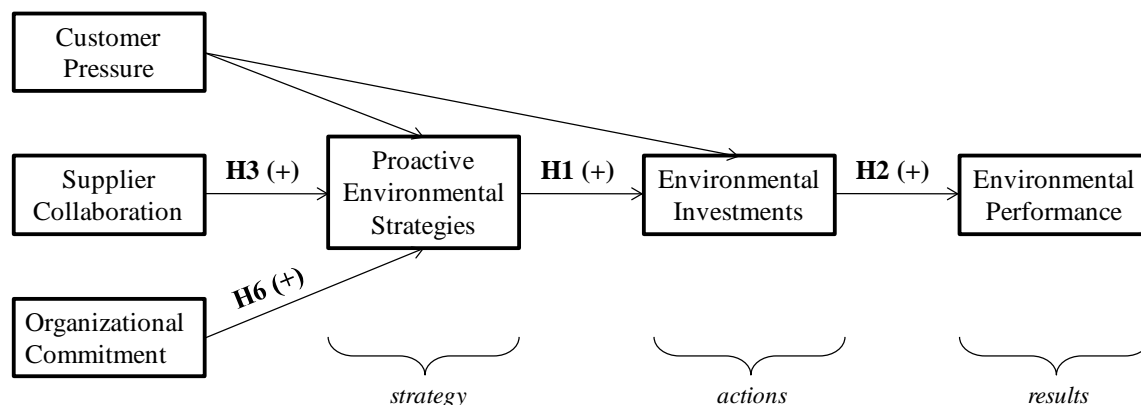 Customer
Pressure
Supplier
Collaboration
H3 (+)
Proactive
Environmental
Strategies
H1 (+)
Environmental
Investments
H2 (+)
Environmental
Performance
H6 (+)
Organizational
Commitment
strategy
actions
results